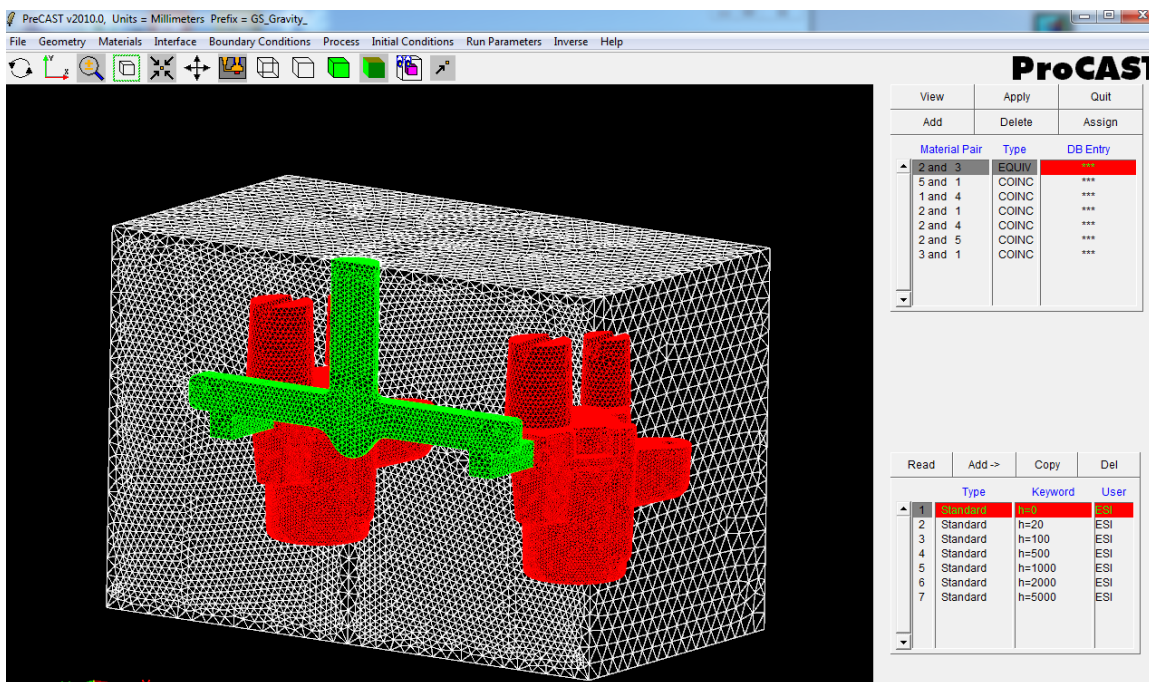 PreCAST v2010.0, Units = Millimeters Prefix = GS_Gravity_
File Geometry Materials Interface Boundary Conditions Process Initial Conditions Run Parameters Inverse Help
Y
X
ProCAST
View Apply Quit
Add Delete Assign
Material Pair Type DB Entry
2 and 3 EQUIV ***
5 and 1 COINC ***
1 and 4 COINC ***
2 and 1 COINC ***
2 and 4 COINC ***
2 and 5 COINC ***
3 and 1 COINC ***
Read Add -> Copy Del
Type Keyword User
1 Standard h=0 ESI
2 Standard h=20 ESI
3 Standard h=100 ESI
4 Standard h=500 ESI
5 Standard h=1000 ESI
6 Standard h=2000 ESI
7 Standard h=5000 ESI